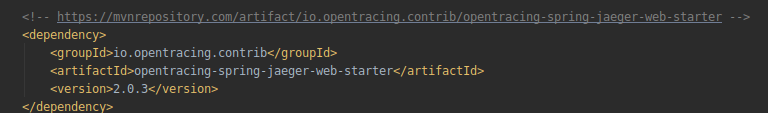 <!-- https://mvnrepository.com/artifact/io.opentracing.contrib/opentracing-spring-jaeger-web-starter -->
<dependency>
<groupId>io.opentracing.contrib</groupId>
<artifactId>opentracing-spring-jaeger-web-starter</artifactId>
<version>2.0.3</version>
</dependency>